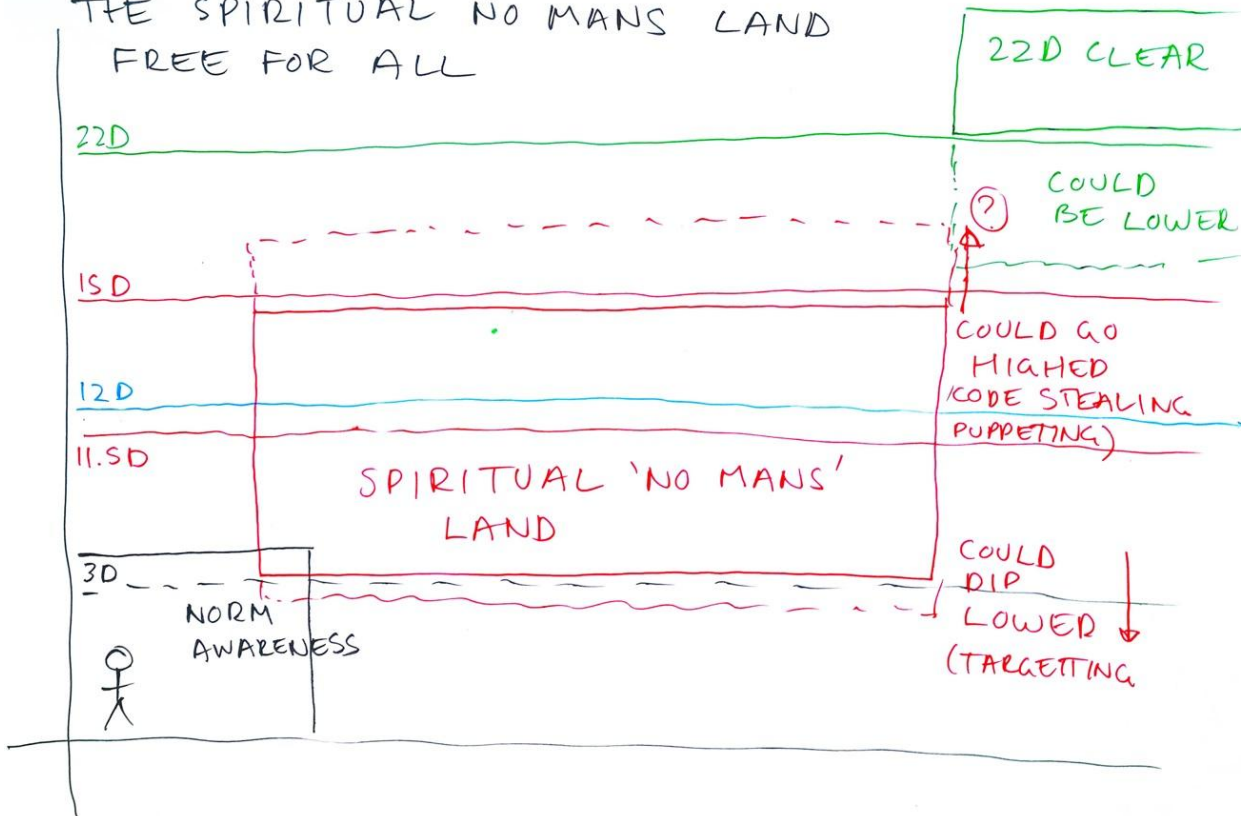 THE SPIRITUAL NO MANS LAND
FREE FOR ALL
22D CLEAR
22D
COULD
BE LOWER
?
15D
COULD GO
HIGHED
(CODE STEALING
PUPPETING)
12D
11.5D
SPIRITUAL 'NO MANS'
LAND
3D
NORM
AWARENESS
COULD
DIP
LOWED
(TARGETTING